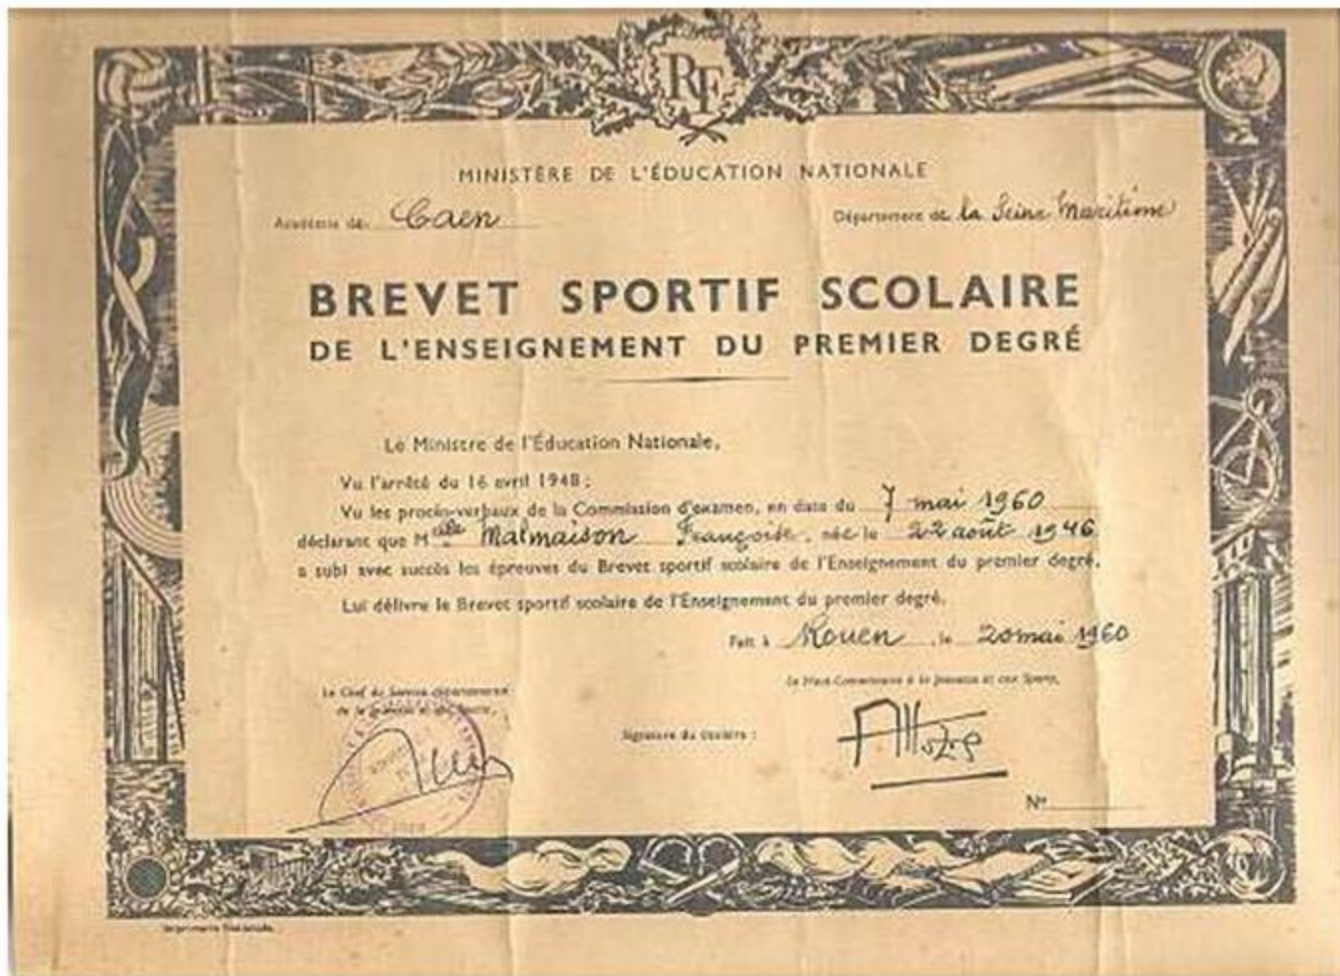 RF
MINISTÈRE DE L'ÉDUCATION NATIONALE
Académie de Caen Département de la Seine Maritime
BREVET SPORTIF SCOLAIRE
DE L'ENSEIGNEMENT DU PREMIER DEGRÉ
Le Ministre de l'Éducation Nationale,
Vu l'arrêté du 16 avril 1948 ;
Vu les procès-verbaux de la Commission d'examen, en date du 7 mai 1960
déclarant que Melle Malmaison Françoise, née le 22 août 1946
a subi avec succès les épreuves du Brevet sportif scolaire de l'Enseignement du premier degré,
Lui délivre le Brevet sportif scolaire de l'Enseignement du premier degré.
Fait à Rouen, le 20 mai 1960
Le Chef du Service départemental
de la Jeunesse et des Sports,
Le Haut-Commissaire à la Jeunesse et aux Sports,
Signature du titulaire :
N°
Imprimerie Nationale.